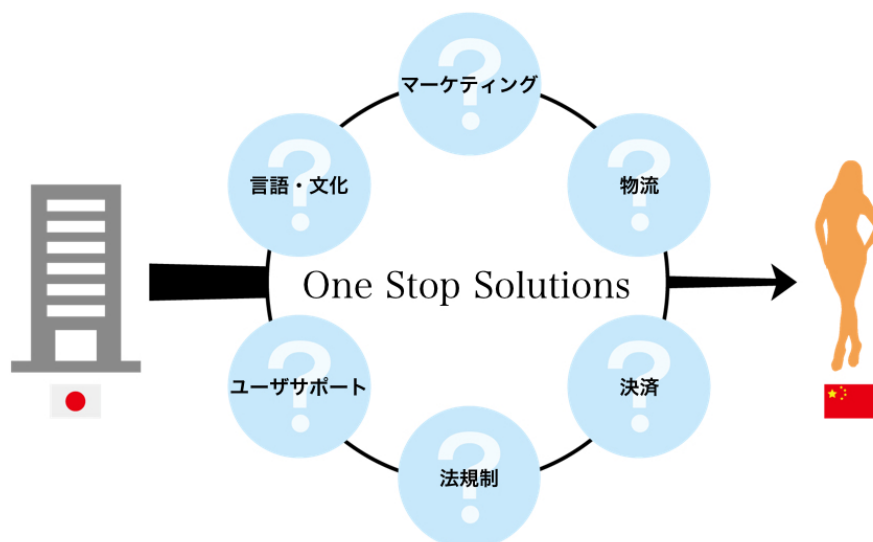 マーケティング
言語・文化
物流
One Stop Solutions
ユーザサポート
決済
法規制